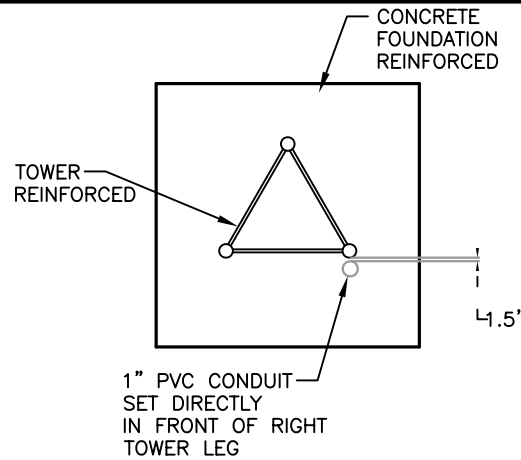 CONCRETE
FOUNDATION
REINFORCED
TOWER
REINFORCED
1.5'
1" PVC CONDUIT
SET DIRECTLY
IN FRONT OF RIGHT
TOWER LEG